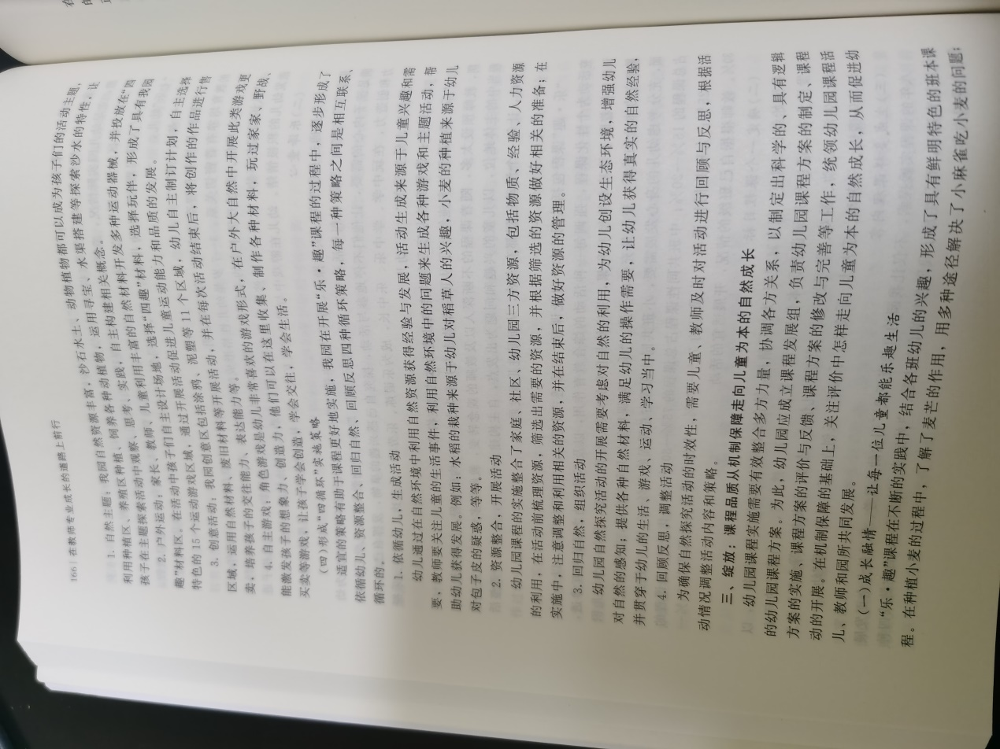 166 | 在教师专业成长的道路上前行
1. 自然主题：我园自然资源丰富，沙石水土、动物植物都可以成为孩子们的活动主题，
利用种植区、养殖区种植、饲养各种动植物，运用寻宝、水渠搭建等探索沙水的特性，让
孩子在主题探索活动中观察、思考、实践，自主构建相关概念。
2. 户外运动：家长、教师、儿童利用丰富的自然材料开发多种运动器械，并投放在“四
趣”材料区。在活动中孩子们自主设计场地，选择“四趣”材料，选择玩伴，形成了具有我园
特色的15个运动游戏区域，通过开展活动促进儿童运动能力和品质的发展。
3. 创意活动：我园创意区包括涂鸦、泥塑等11个区域，幼儿自主制订计划，自主选择
区域，运用自然材料、废旧材料等开展活动，并在每次活动结束后，将创作的作品进行售
卖，培养孩子的交往能力、表达能力等。
4. 自主游戏：角色游戏是幼儿非常喜欢的游戏形式，在户外大自然中开展此类游戏更
能激发孩子的想象力、创造力，他们可以在这里收集、制作各种材料，玩过家家、野战、
买卖等游戏，让孩子学会创造，学会交往，学会生活。
（四）形成“四循环”实施策略
适宜的策略有助于课程更好地实施，我园在开展“乐·趣”课程的过程中，逐步形成了
依循幼儿、资源整合、回归自然、回顾反思四种循环策略，每一种策略之间是相互联系、
循环的。
1. 依循幼儿，生成活动
幼儿通过在自然环境中利用自然资源获得经验与发展，活动生成来源于儿童兴趣和需
要，教师要关注儿童的生活事件，利用自然环境中的问题来生成各种游戏和主题活动，帮
助幼儿获得发展。例如：水稻的栽种来源于幼儿对稻草人的兴趣，小麦的种植来源于幼儿
对包子皮的疑惑，等等。
2. 资源整合，开展活动
幼儿园课程的实施整合了家庭、社区、幼儿园三方资源，包括物质、经验、人力资源
的利用，在活动前梳理资源，筛选出需要的资源，并根据筛选的资源做好相关的准备；在
实施中，注意调整和利用相关的资源，并在结束后，做好资源的管理。
3. 回归自然，组织活动
幼儿园自然探究活动的开展需要考虑对自然的利用，为幼儿创设生态环境，增强幼儿
对自然的感知；提供各种自然材料，满足幼儿的操作需要，让幼儿获得真实的自然经验，
并贯穿于幼儿的生活、游戏、运动、学习当中。
4. 回顾反思，调整活动
为确保自然探究活动的时效性，需要儿童、教师及时对活动进行回顾与反思，根据活
动情况调整活动内容和策略。
三、绽放：课程品质从机制保障走向儿童为本的自然成长
幼儿园课程实施需要有效整合多方力量，协调各方关系，以制定出科学的、具有逻辑
的幼儿园课程方案。为此，幼儿园应成立课程发展组，负责幼儿园课程方案的制定、课程
方案的实施、课程方案的评价与反馈、课程方案的修改与完善等工作，统领幼儿园课程活
动的开展。在机制保障的基础上，关注评价中怎样走向儿童为本的自然成长，从而促进幼
儿、教师和园所共同发展。
（一）成长融情——让每一位儿童都能乐趣生活
“乐·趣”课程在不断的实践中，结合各班幼儿的兴趣，形成了具有鲜明特色的班本课
程。在种植小麦的过程中，了解了麦芒的作用，用多种途径解决了小麻雀吃小麦的问题；